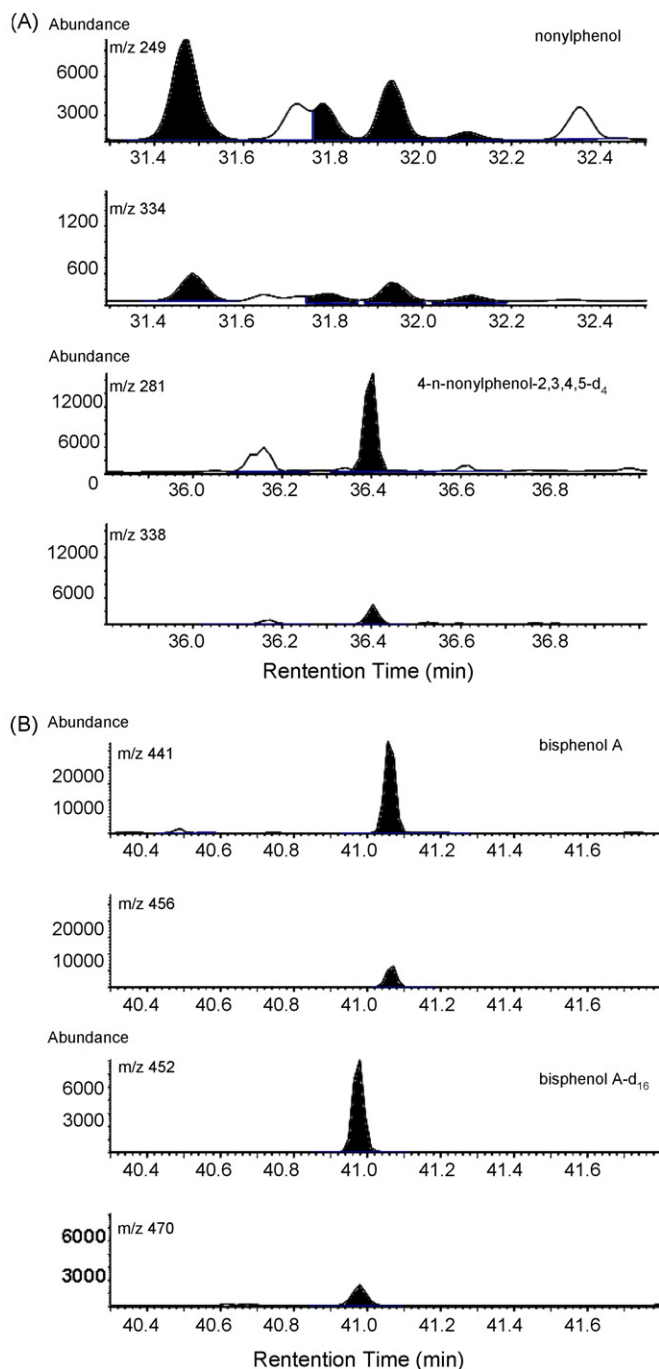 (A) Abundance
m/z 249 nonylphenol
6000
3000
31.4 31.6 31.8 32.0 32.2 32.4
m/z 334
1200
600
31.4 31.6 31.8 32.0 32.2 32.4
Abundance
m/z 281 4-n-nonylphenol-2,3,4,5-d4
12000
6000
0
36.0 36.2 36.4 36.6 36.8
m/z 338
12000
6000
36.0 36.2 36.4 36.6 36.8
Rentention Time (min)
(B) Abundance
m/z 441 bisphenol A
20000
10000
40.4 40.6 40.8 41.0 41.2 41.4 41.6
m/z 456
20000
10000
40.4 40.6 40.8 41.0 41.2 41.4 41.6
Abundance
m/z 452 bisphenol A-d16
6000
3000
40.4 40.6 40.8 41.0 41.2 41.4 41.6
m/z 470
6000
3000
40.4 40.6 40.8 41.0 41.2 41.4 41.6
Rentention Time (min)